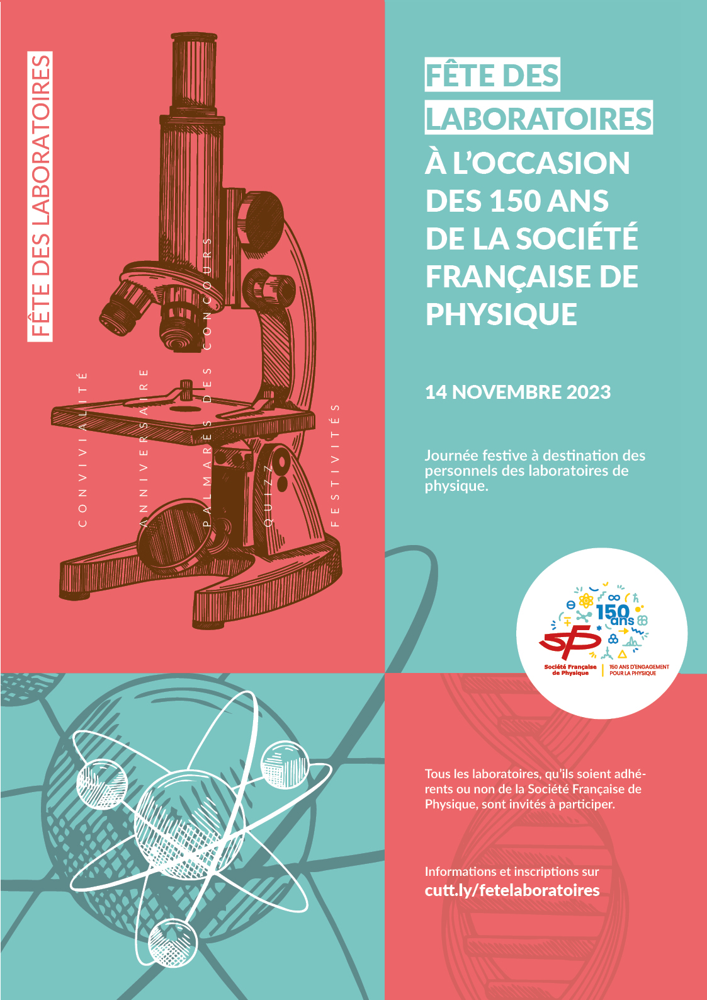 FÊTE DES LABORATOIRES
CONVIVIALITÉ
ANNIVERSAIRE
PALMARÈS DES CONCOURS
QUIZZ
FESTIVITÉS
FÊTE DES
LABORATOIRES
À L'OCCASION
DES 150 ANS
DE LA SOCIÉTÉ
FRANÇAISE DE
PHYSIQUE
14 NOVEMBRE 2023
Journée festive à destination des
personnels des laboratoires de
physique.
150
ans
sfp
Société Française
de Physique
150 ANS D'ENGAGEMENT
POUR LA PHYSIQUE
Tous les laboratoires, qu'ils soient adhé-
rents ou non de la Société Française de
Physique, sont invités à participer.
Informations et inscriptions sur
cutt.ly/fetelaboratoires